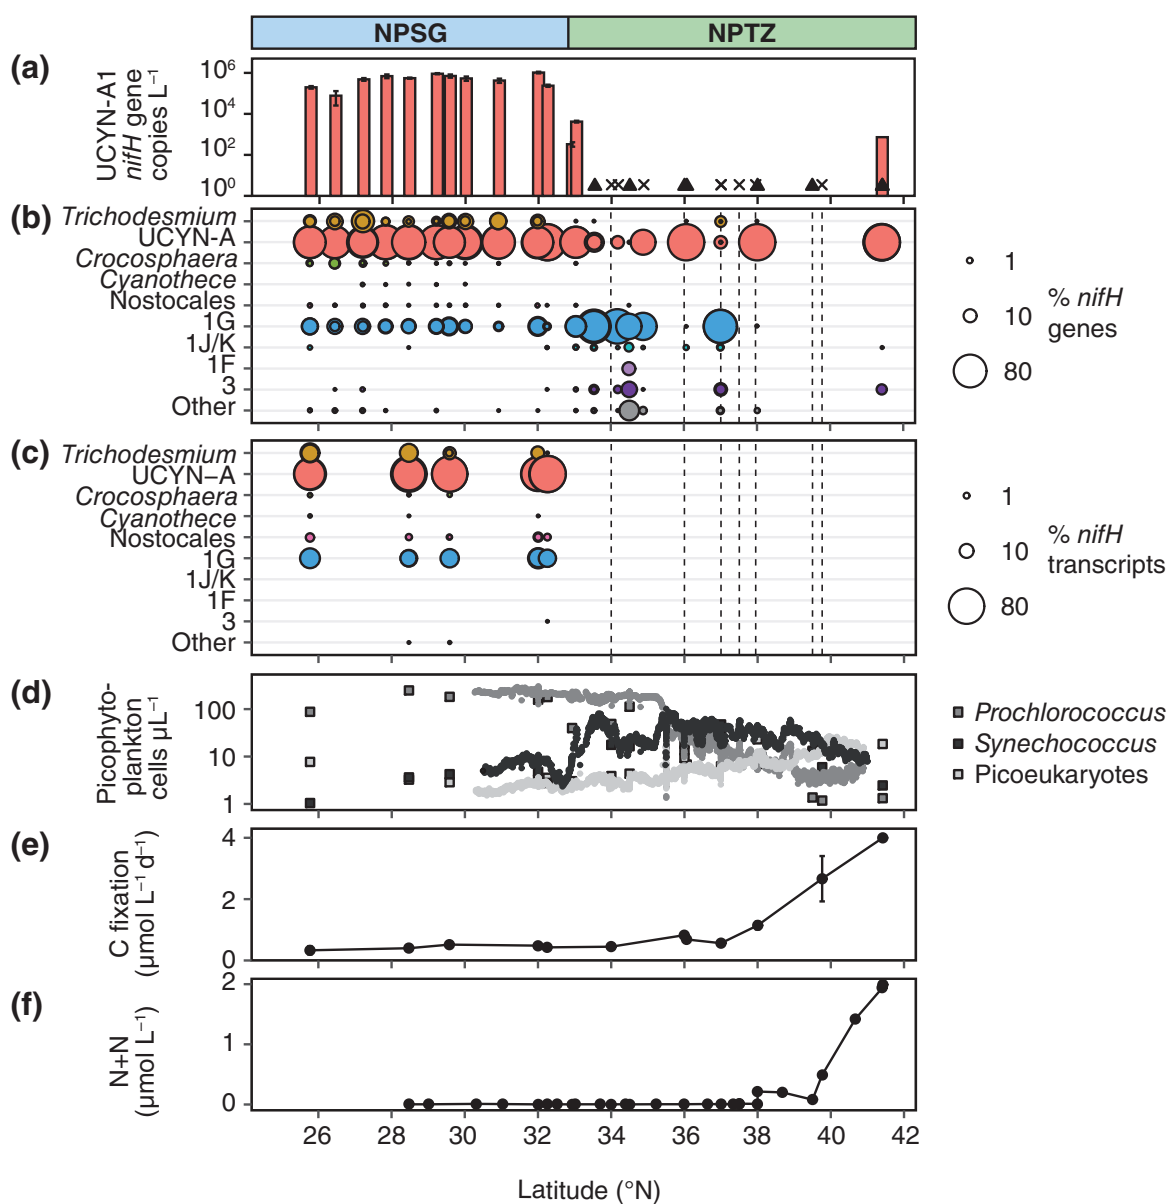 NPSG NPTZ
(a)
UCYN-A1
nifH gene
copies L⁻¹
10⁶
10⁴
10²
10⁰
(b)
Trichodesmium
UCYN-A
Crocosphaera
Cyanothece
Nostocales
1G
1J/K
1F
3
Other
1
10
80
% nifH
genes
(c)
Trichodesmium
UCYN–A
Crocosphaera
Cyanothece
Nostocales
1G
1J/K
1F
3
Other
1
10
80
% nifH
transcripts
(d)
Picophyto-
plankton
cells µL⁻¹
100
10
1
Prochlorococcus
Synechococcus
Picoeukaryotes
(e)
C fixation
(µmol L⁻¹ d⁻¹)
4
2
0
(f)
N+N
(µmol L⁻¹)
2
1
0
26 28 30 32 34 36 38 40 42
Latitude (°N)